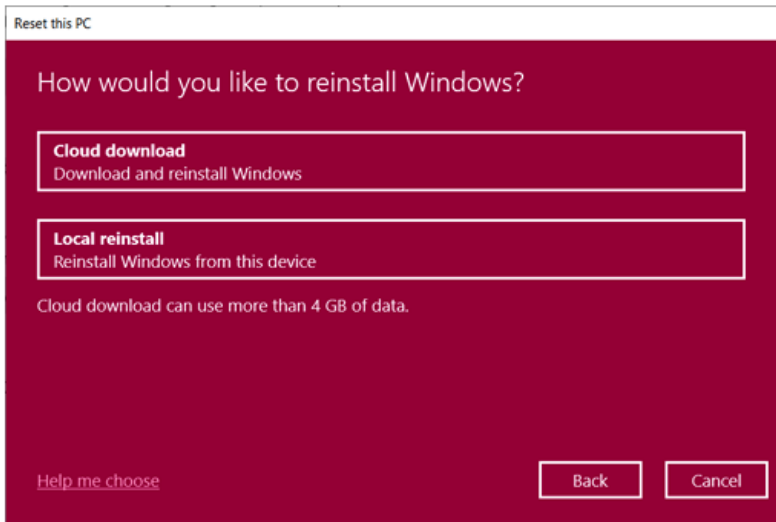 Reset this PC
How would you like to reinstall Windows?
Cloud download
Download and reinstall Windows
Local reinstall
Reinstall Windows from this device
Cloud download can use more than 4 GB of data.
Help me choose
Back
Cancel